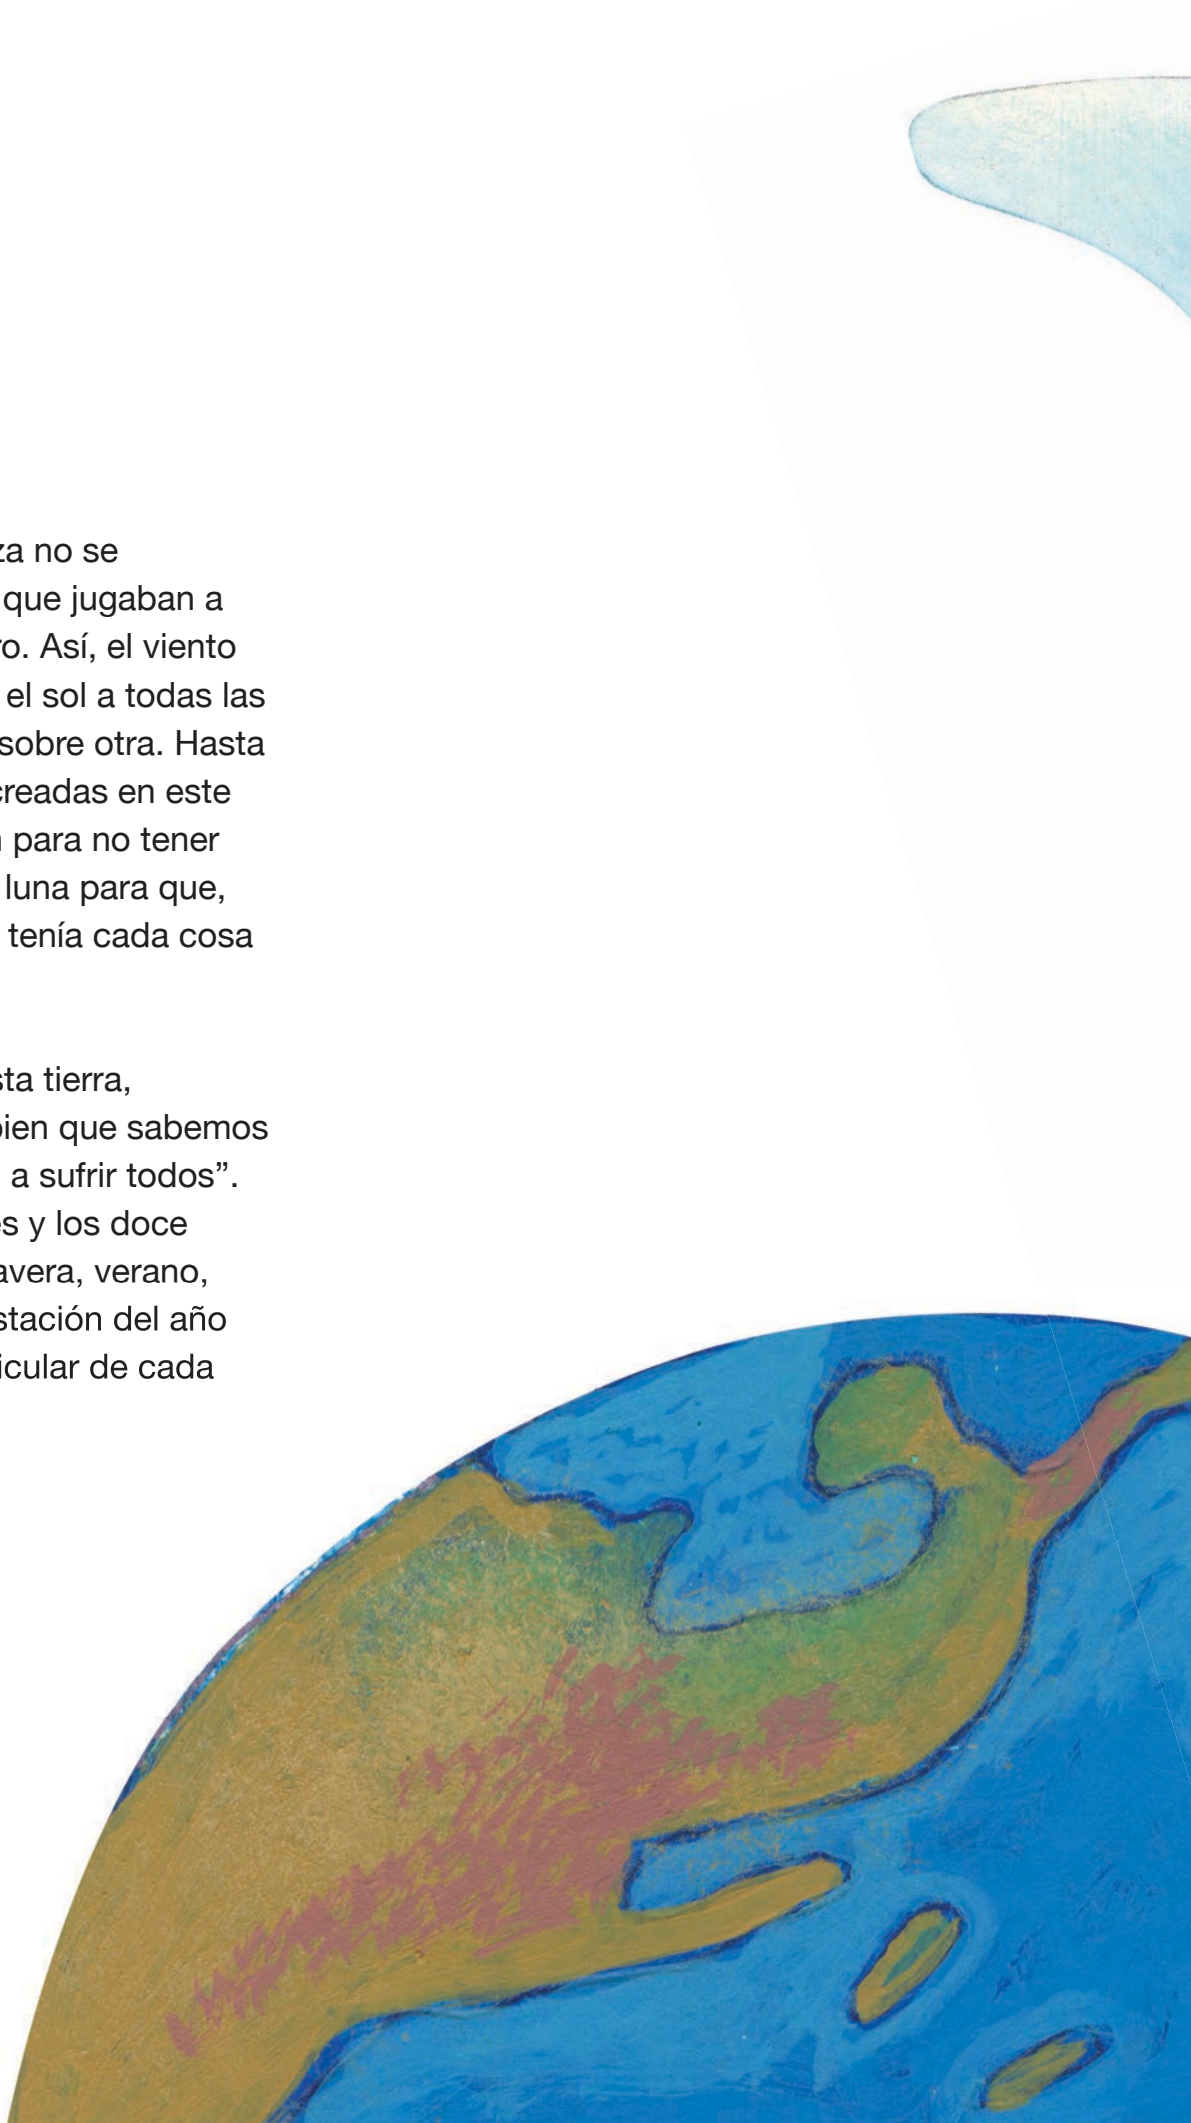 za no se
que jugaban a
ro. Así, el viento
el sol a todas las
sobre otra. Hasta
creadas en este
para no tener
luna para que,
tenía cada cosa
sta tierra,
bien que sabemos
a sufrir todos”.
es y los doce
avera, verano,
stación del año
icular de cada